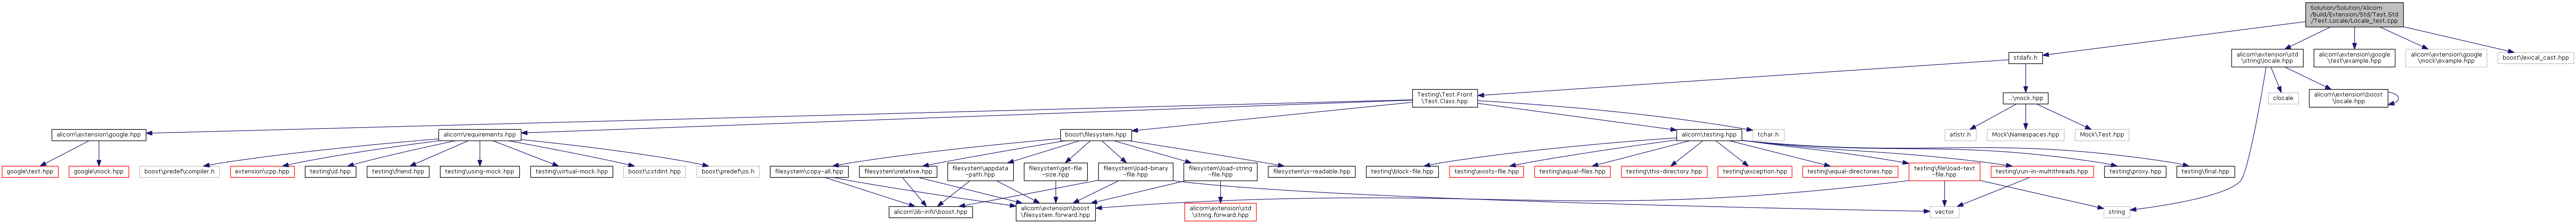 Solution/Solution/Alicorn
/Build/Extension/Std/Test.Std
/Test.Locale/Locale_test.cpp
stdafx.h
alicorn\extension\std
\string\locale.hpp
alicorn\extension\google
\test\example.hpp
alicorn\extension\google
\mock\example.hpp
boost\lexical_cast.hpp
Testing\Test.Front
\Test.Class.hpp
..\mock.hpp
clocale
alicorn\extension\boost
\locale.hpp
alicorn\extension\google.hpp
alicorn\requirements.hpp
boost\filesystem.hpp
alicorn\testing.hpp
tchar.h
atlstr.h
Mock\Namespaces.hpp
Mock\Test.hpp
google\test.hpp
google\mock.hpp
boost\predef\compiler.h
extension\cpp.hpp
testing\d.hpp
testing\friend.hpp
testing\using-mock.hpp
testing\virtual-mock.hpp
boost\cstdint.hpp
boost\predef\os.h
filesystem\copy-all.hpp
filesystem\relative.hpp
filesystem\appdata
-path.hpp
filesystem\get-file
-size.hpp
filesystem\load-binary
-file.hpp
filesystem\load-string
-file.hpp
filesystem\is-readable.hpp
testing\block-file.hpp
testing\exists-file.hpp
testing\equal-files.hpp
testing\this-directory.hpp
testing\exception.hpp
testing\equal-directories.hpp
testing\file\load-text
-file.hpp
testing\run-in-multithreads.hpp
testing\proxy.hpp
testing\final.hpp
alicorn\lib-info\boost.hpp
alicorn\extension\boost
\filesystem.forward.hpp
alicorn\extension\std
\string.forward.hpp
vector
string